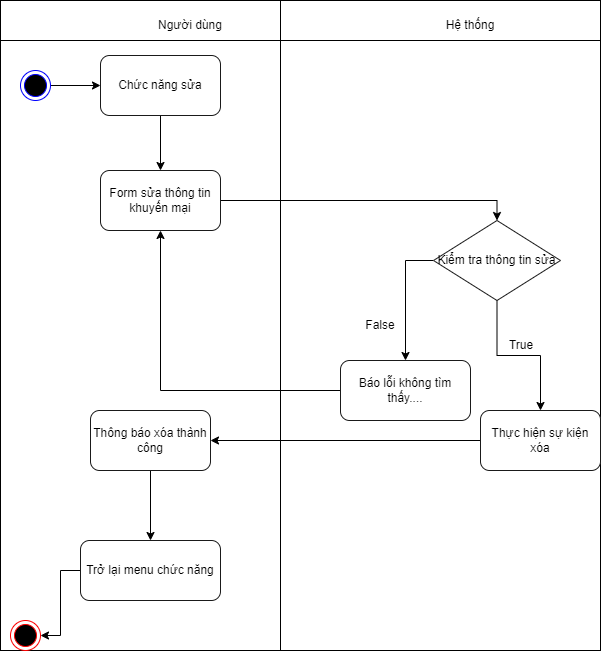 Người dùng
Hệ thống
Chức năng sửa
Form sửa thông tin
khuyến mại
Kiểm tra thông tin sửa
False
True
Báo lỗi không tìm
thấy....
Thông báo xóa thành
công
Thực hiện sự kiện
xóa
Trở lại menu chức năng